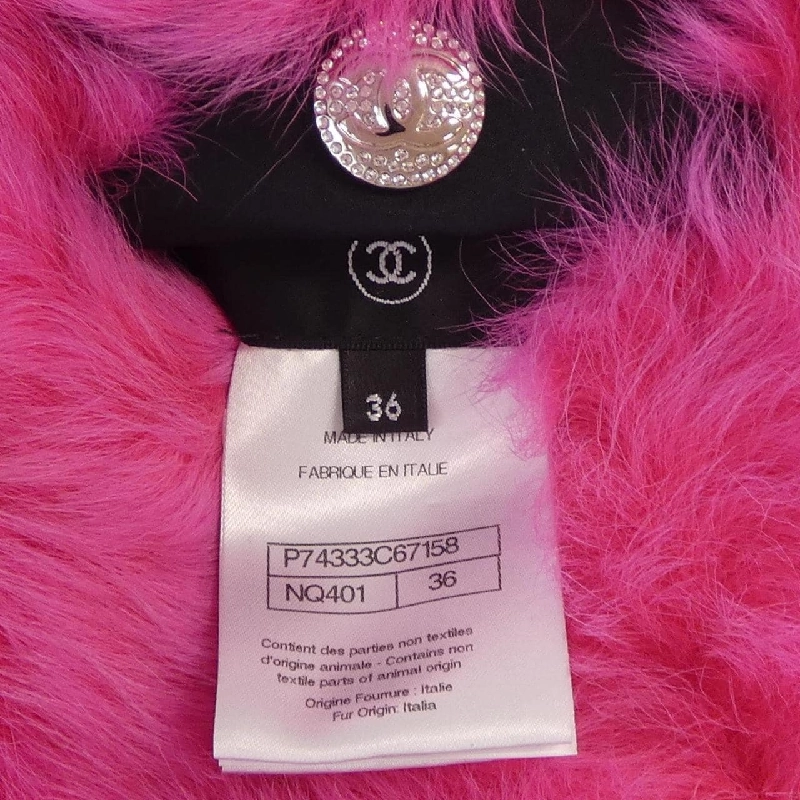 36
MADE IN ITALY
FABRIQUE EN ITALIE
P74333C67158
NQ401 36
Contient des parties non textiles
d'origine animale - Contains non
textile parts of animal origin
Origine Fourrure : Italie
Fur Origin: Italia